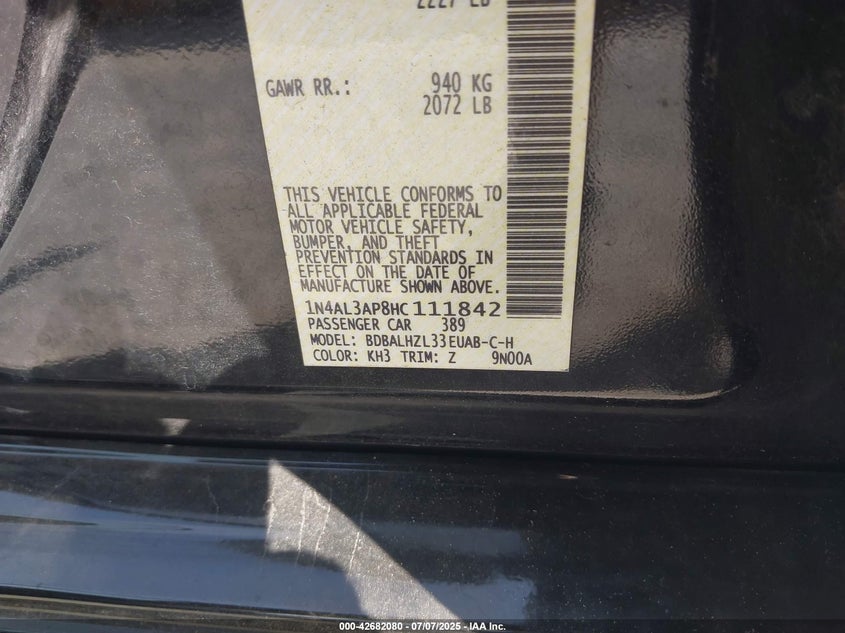 2227 LB
GAWR RR.: 940 KG
2072 LB
THIS VEHICLE CONFORMS TO
ALL APPLICABLE FEDERAL
MOTOR VEHICLE SAFETY,
BUMPER, AND THEFT
PREVENTION STANDARDS IN
EFFECT ON THE DATE OF
MANUFACTURE SHOWN ABOVE.
1N4AL3AP8HC111842
PASSENGER CAR 389
MODEL: BDBALHZL33EUAB-C-H
COLOR: KH3 TRIM: Z 9N00A
000-42682080 - 07/07/2025 - IAA Inc.